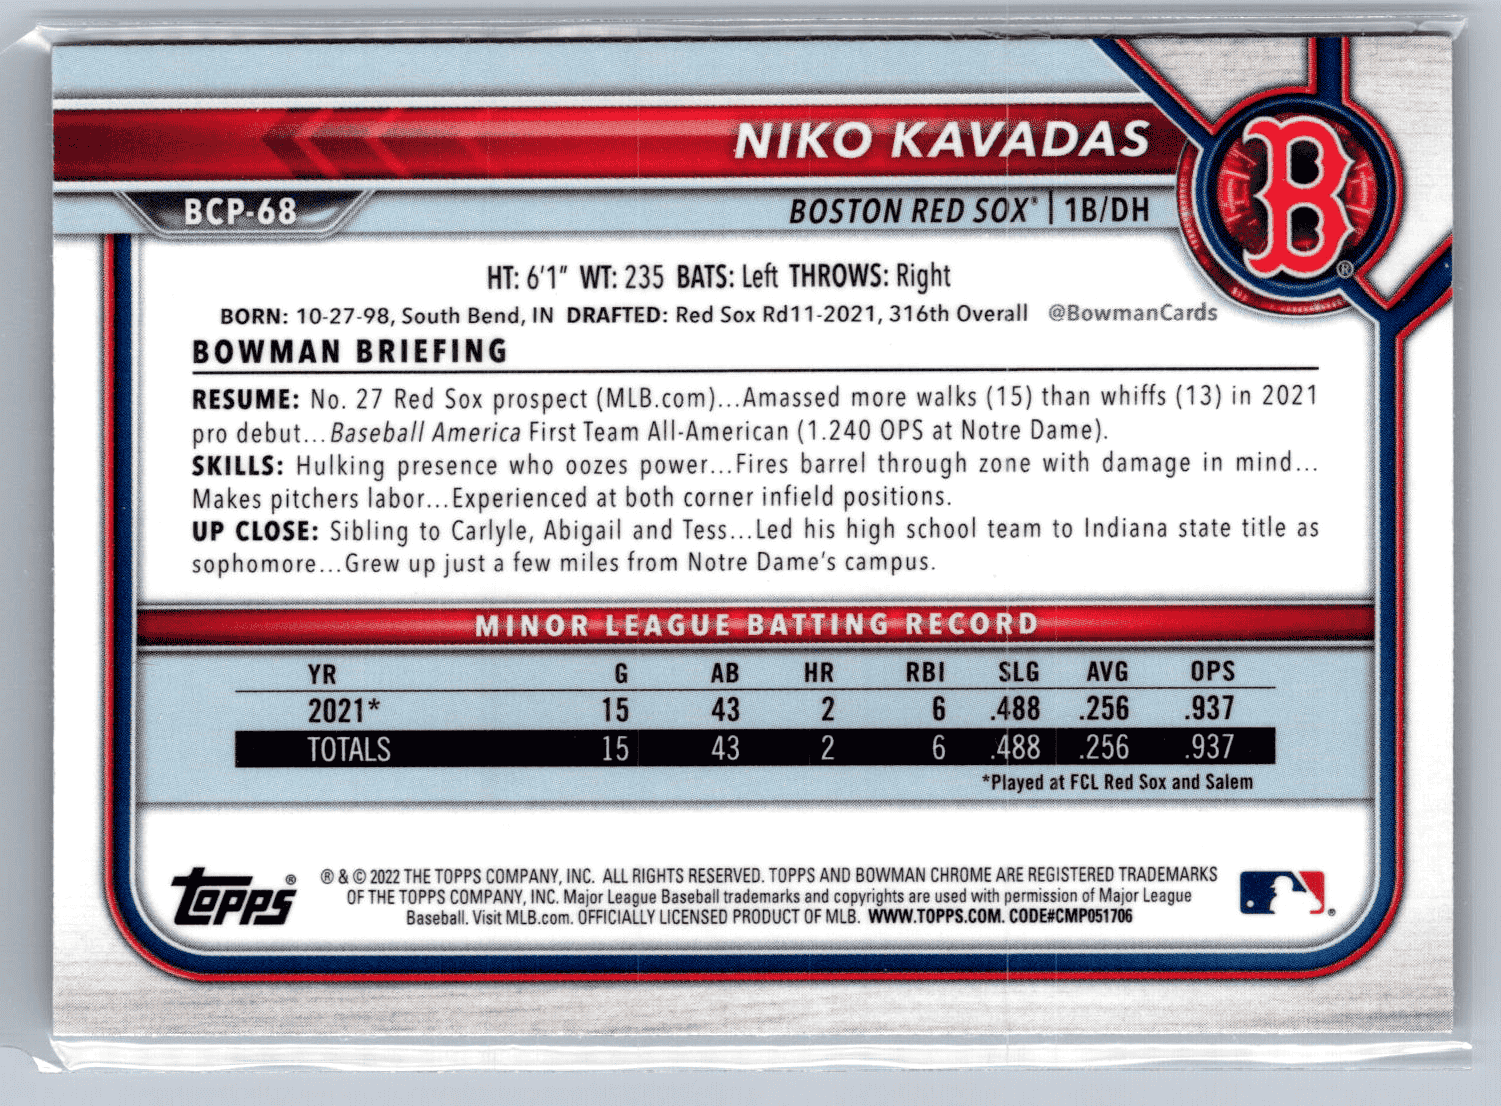 NIKO KAVADAS
BCP-68
BOSTON RED SOX® | 1B/DH
B
®
HT: 6'1" WT: 235 BATS: Left THROWS: Right
BORN: 10-27-98, South Bend, IN DRAFTED: Red Sox Rd11-2021, 316th Overall @BowmanCards
BOWMAN BRIEFING
RESUME: No. 27 Red Sox prospect (MLB.com)...Amassed more walks (15) than whiffs (13) in 2021
pro debut...Baseball America First Team All-American (1.240 OPS at Notre Dame).
SKILLS: Hulking presence who oozes power...Fires barrel through zone with damage in mind...
Makes pitchers labor...Experienced at both corner infield positions.
UP CLOSE: Sibling to Carlyle, Abigail and Tess...Led his high school team to Indiana state title as
sophomore...Grew up just a few miles from Notre Dame's campus.
MINOR LEAGUE BATTING RECORD
YR G AB HR RBI SLG AVG OPS
2021* 15 43 2 6 .488 .256 .937
TOTALS 15 43 2 6 .488 .256 .937
*Played at FCL Red Sox and Salem
TOPPS®
® & © 2022 THE TOPPS COMPANY, INC. ALL RIGHTS RESERVED. TOPPS AND BOWMAN CHROME ARE REGISTERED TRADEMARKS
OF THE TOPPS COMPANY, INC. Major League Baseball trademarks and copyrights are used with permission of Major League
Baseball. Visit MLB.com. OFFICIALLY LICENSED PRODUCT OF MLB. WWW.TOPPS.COM. CODE#CMP051706
®